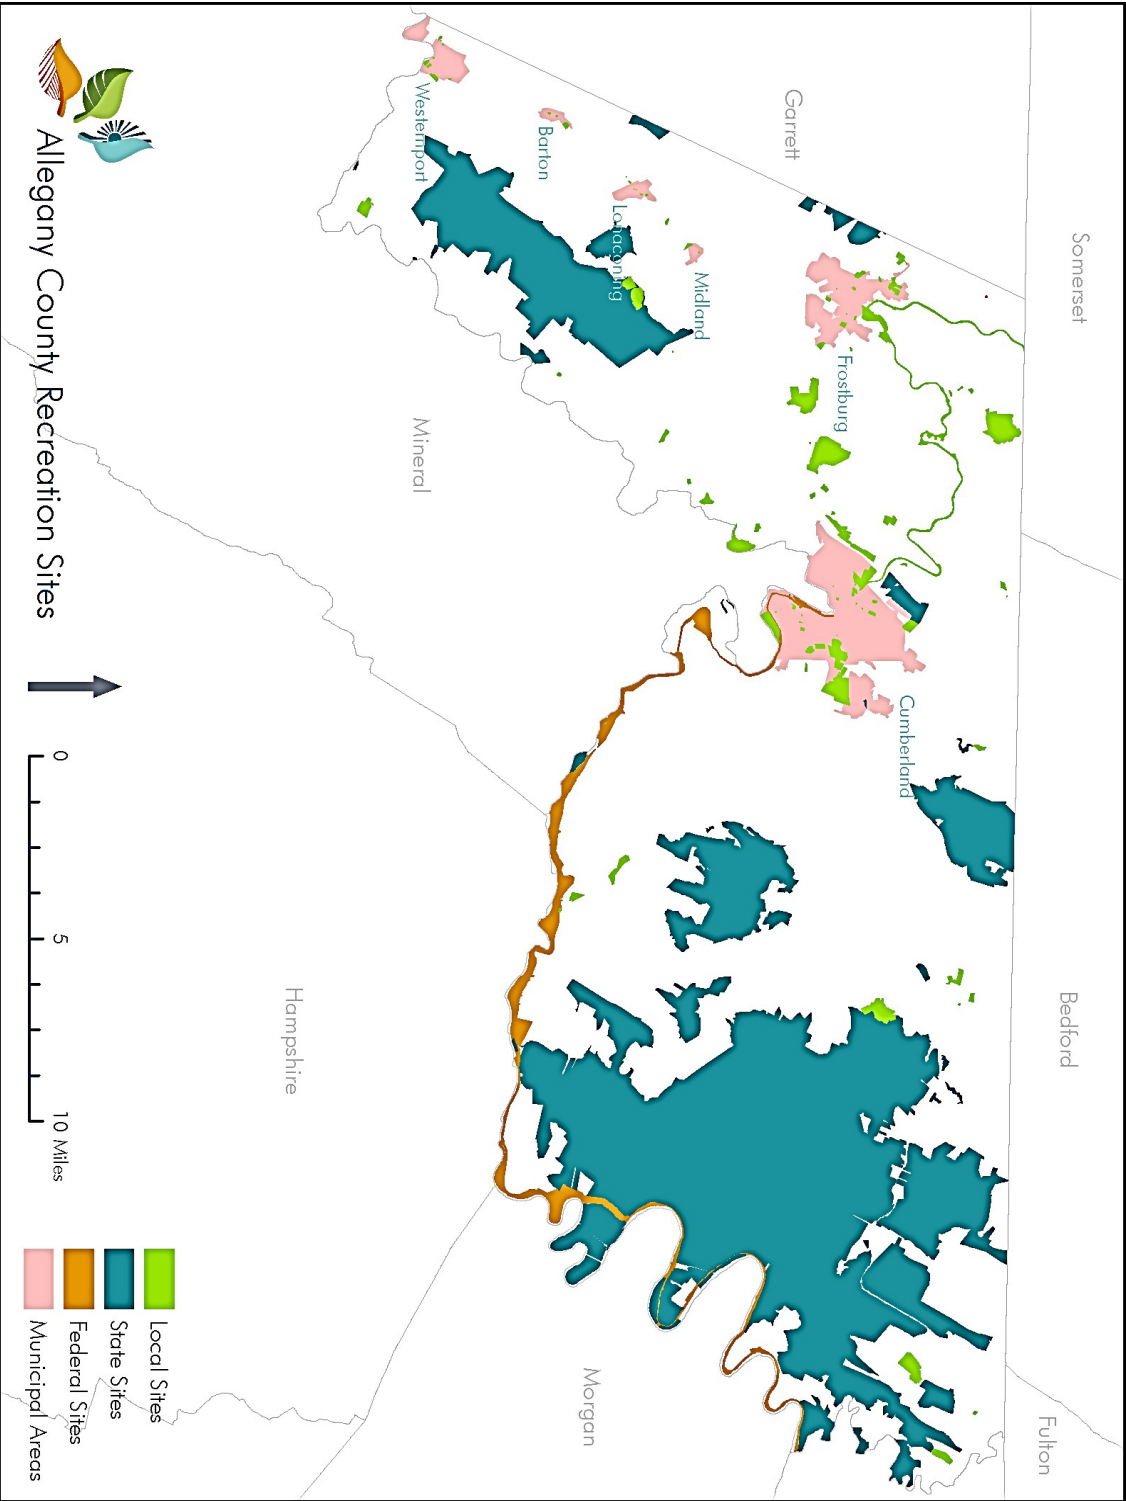 Somerset
Bedford
Fulton
Garrett
Frostburg
Cumberland
Midland
Lonaconing
Barton
Westernport
Mineral
Hampshire
Morgan
Allegany County Recreation Sites
0 5 10 Miles
Local Sites
State Sites
Federal Sites
Municipal Areas